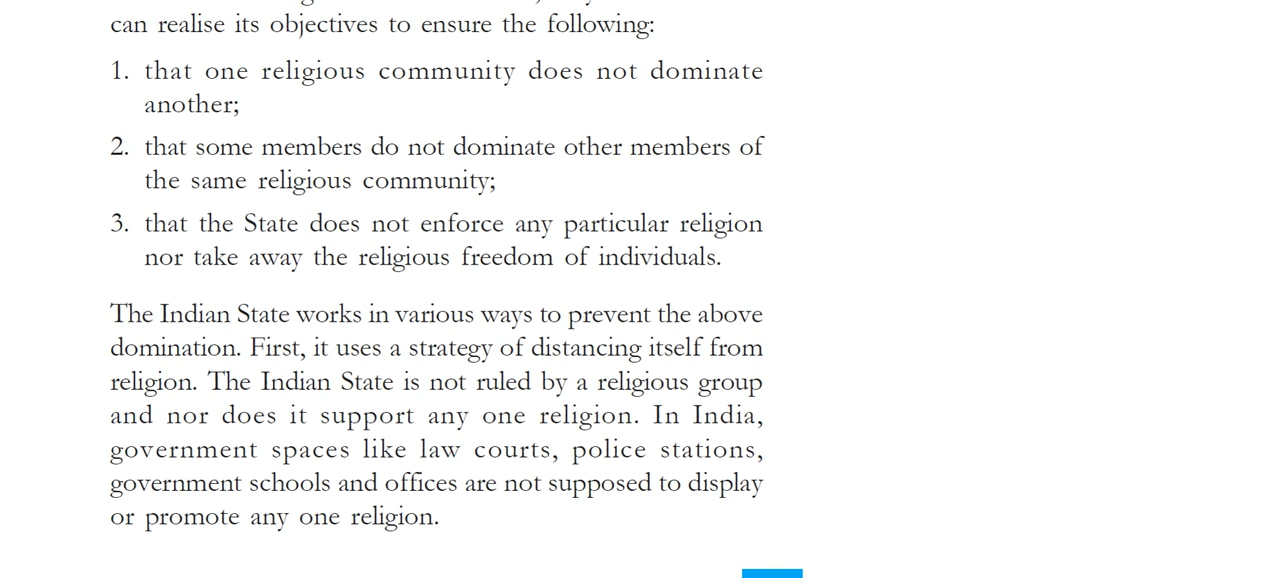 can realise its objectives to ensure the following:
1. that one religious community does not dominate
another;
2. that some members do not dominate other members of
the same religious community;
3. that the State does not enforce any particular religion
nor take away the religious freedom of individuals.
The Indian State works in various ways to prevent the above
domination. First, it uses a strategy of distancing itself from
religion. The Indian State is not ruled by a religious group
and nor does it support any one religion. In India,
government spaces like law courts, police stations,
government schools and offices are not supposed to display
or promote any one religion.